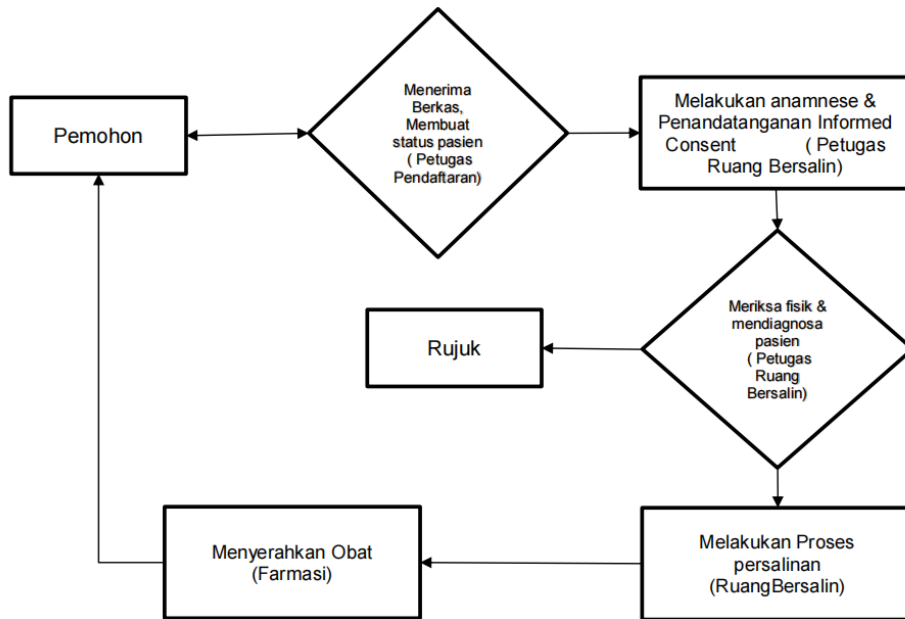 Pemohon
Menerima
Berkas,
Membuat
status pasien
( Petugas
Pendaftaran)
Melakukan anamnese &
Penandatanganan Informed
Consent ( Petugas
Ruang Bersalin)
Meriksa fisik &
mendiagnosa
pasien
( Petugas
Ruang
Bersalin)
Rujuk
Melakukan Proses
persalinan
(RuangBersalin)
Menyerahkan Obat
(Farmasi)